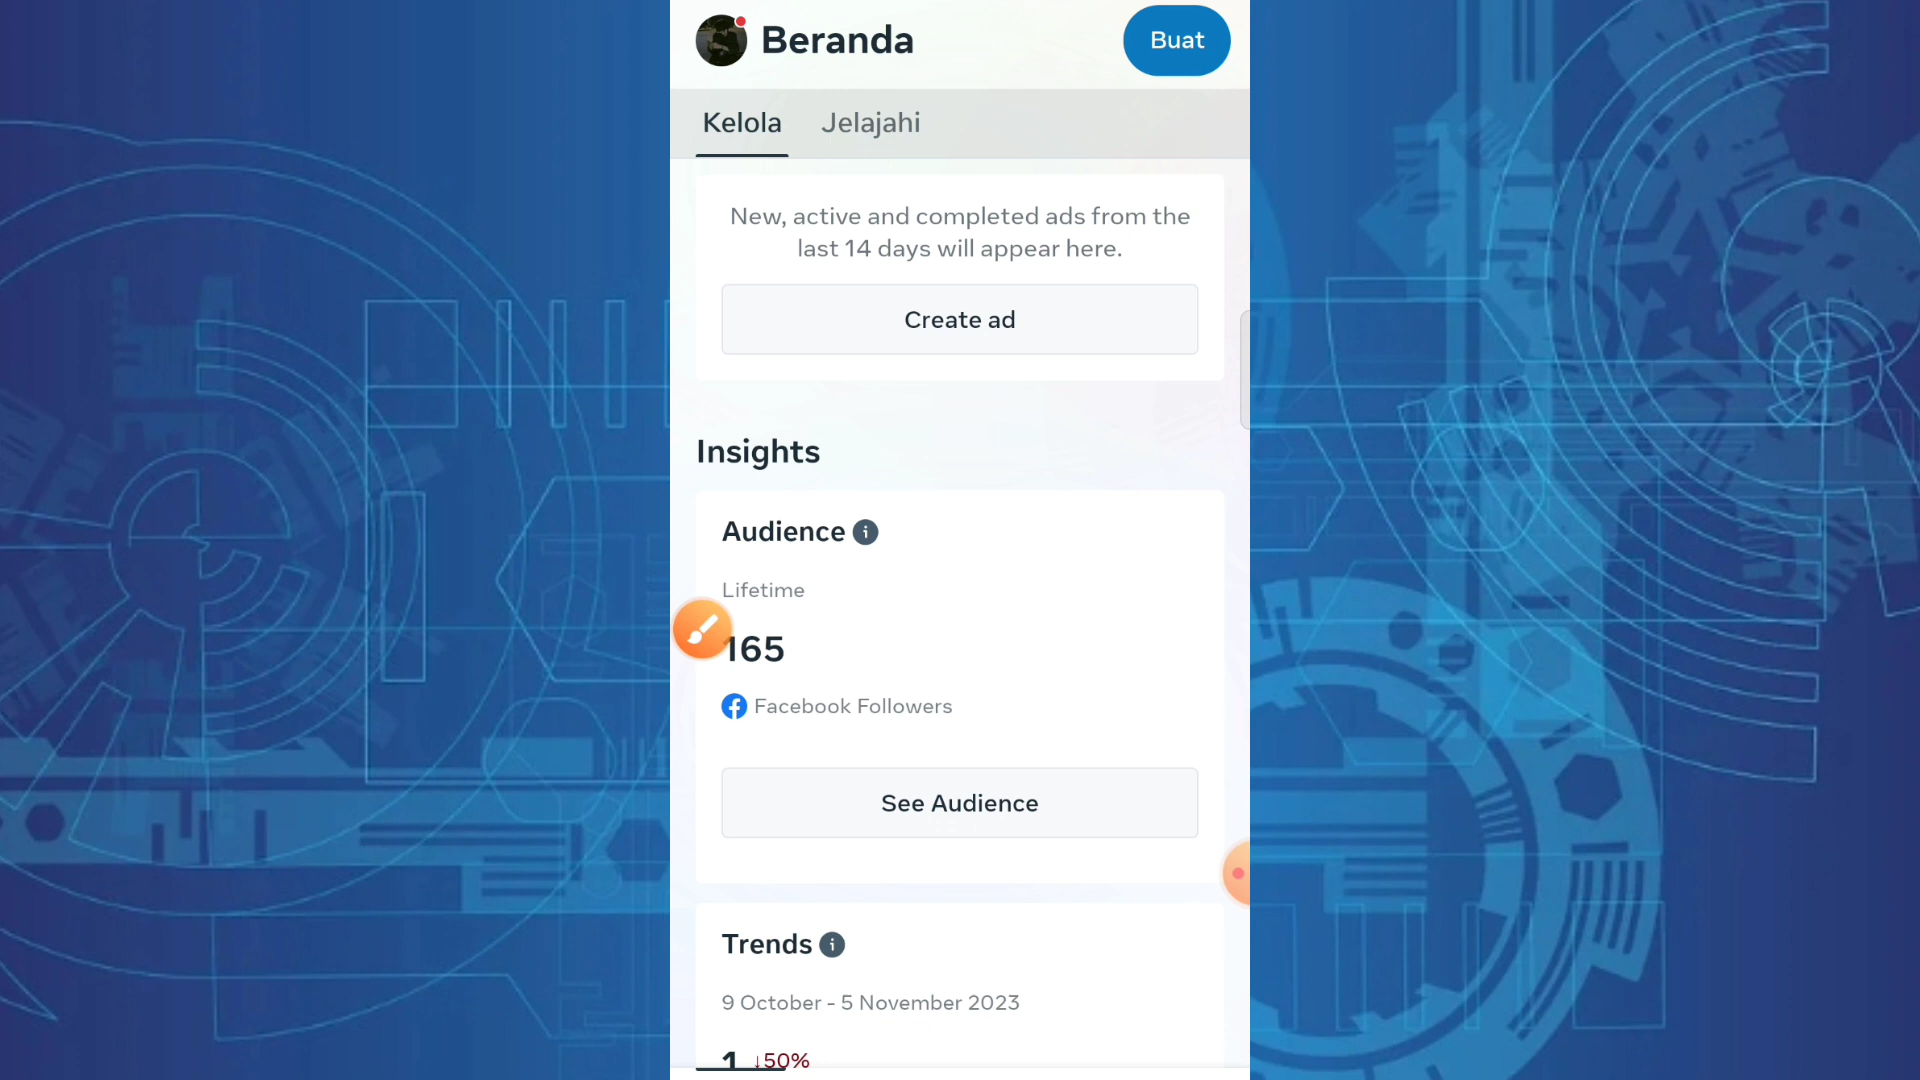 Beranda
Buat
Kelola
Jelajahi
New, active and completed ads from the
last 14 days will appear here.
Create ad
Insights
Audience
Lifetime
165
Facebook Followers
See Audience
Trends
9 October - 5 November 2023
1 ↓50%